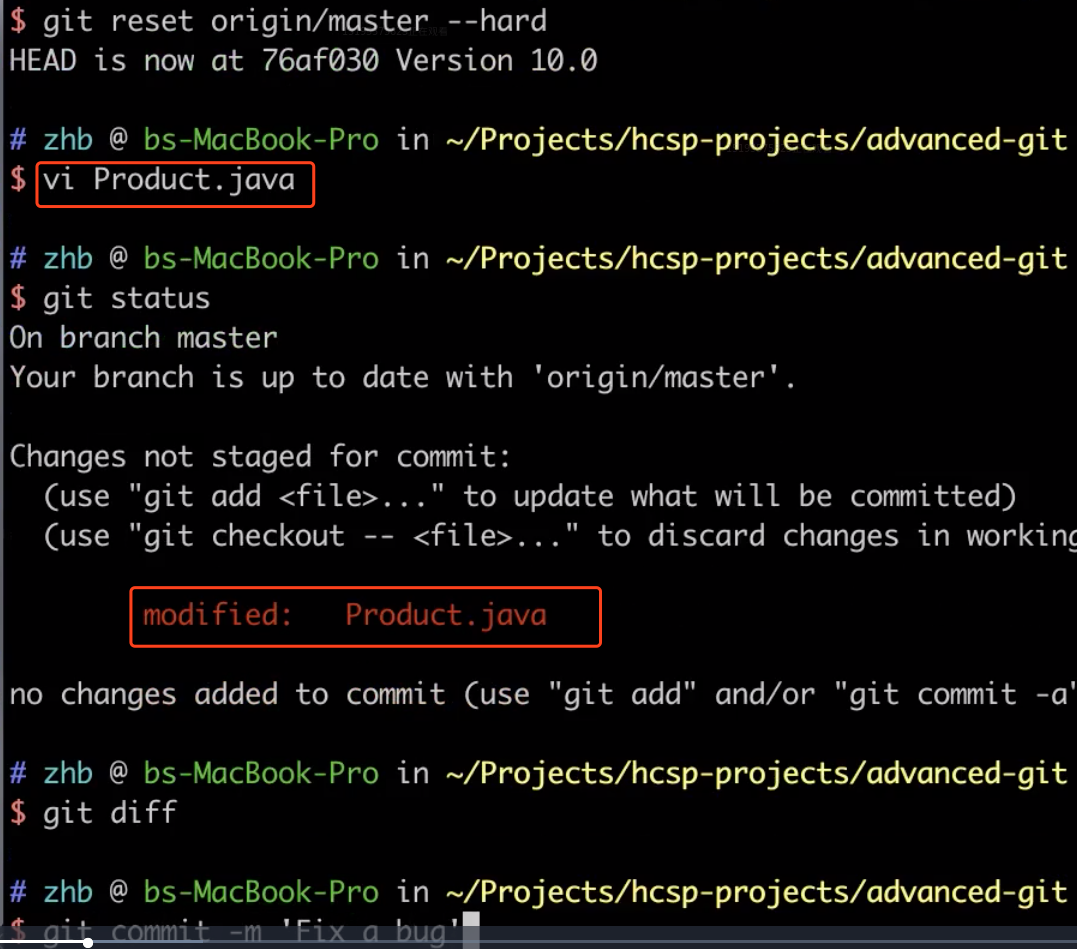 $ git reset origin/master --hard
HEAD is now at 76af030 Version 10.0
# zhb @ bs-MacBook-Pro in ~/Projects/hcsp-projects/advanced-git
$ vi Product.java
# zhb @ bs-MacBook-Pro in ~/Projects/hcsp-projects/advanced-git
$ git status
On branch master
Your branch is up to date with 'origin/master'.
Changes not staged for commit:
(use "git add <file>..." to update what will be committed)
(use "git checkout -- <file>..." to discard changes in working
modified: Product.java
no changes added to commit (use "git add" and/or "git commit -a"
# zhb @ bs-MacBook-Pro in ~/Projects/hcsp-projects/advanced-git
$ git diff
# zhb @ bs-MacBook-Pro in ~/Projects/hcsp-projects/advanced-git
$ git commit -m 'Fix a bug'